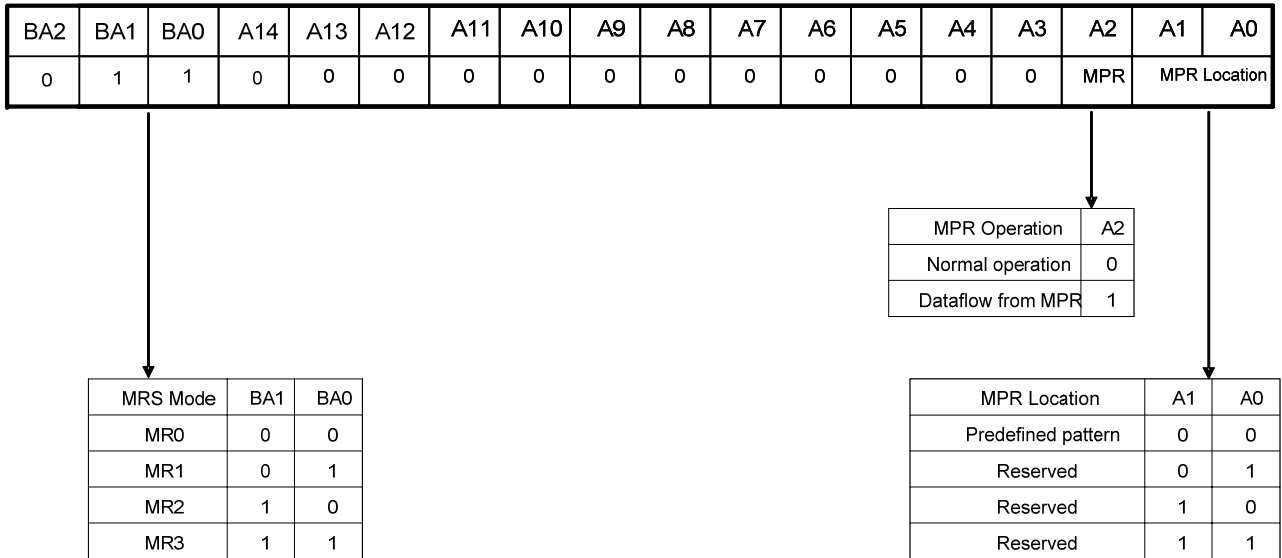 BA2 BA1 BA0 A14 A13 A12 A11 A10 A9 A8 A7 A6 A5 A4 A3 A2 A1 A0
0 1 1 0 0 0 0 0 0 0 0 0 0 0 0 MPR MPR Location
MPR Operation A2
Normal operation 0
Dataflow from MPR 1
MRS Mode BA1 BA0
MR0 0 0
MR1 0 1
MR2 1 0
MR3 1 1
MPR Location A1 A0
Predefined pattern 0 0
Reserved 0 1
Reserved 1 0
Reserved 1 1